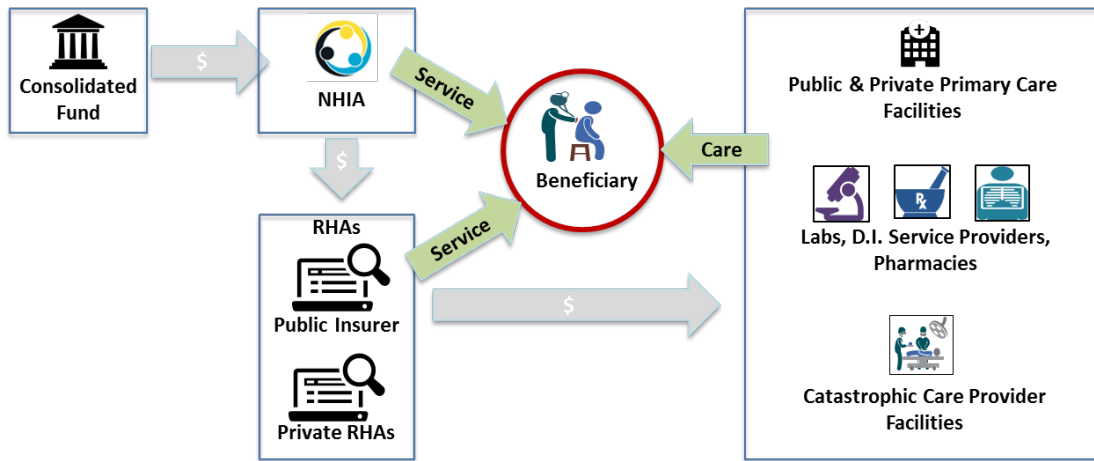 Consolidated
Fund
$
NHIA
Service
$
Beneficiary
Care
Public & Private Primary Care
Facilities
RX
Labs, D.I. Service Providers,
Pharmacies
Catastrophic Care Provider
Facilities
RHAs
Service
Public Insurer
$
Private RHAs